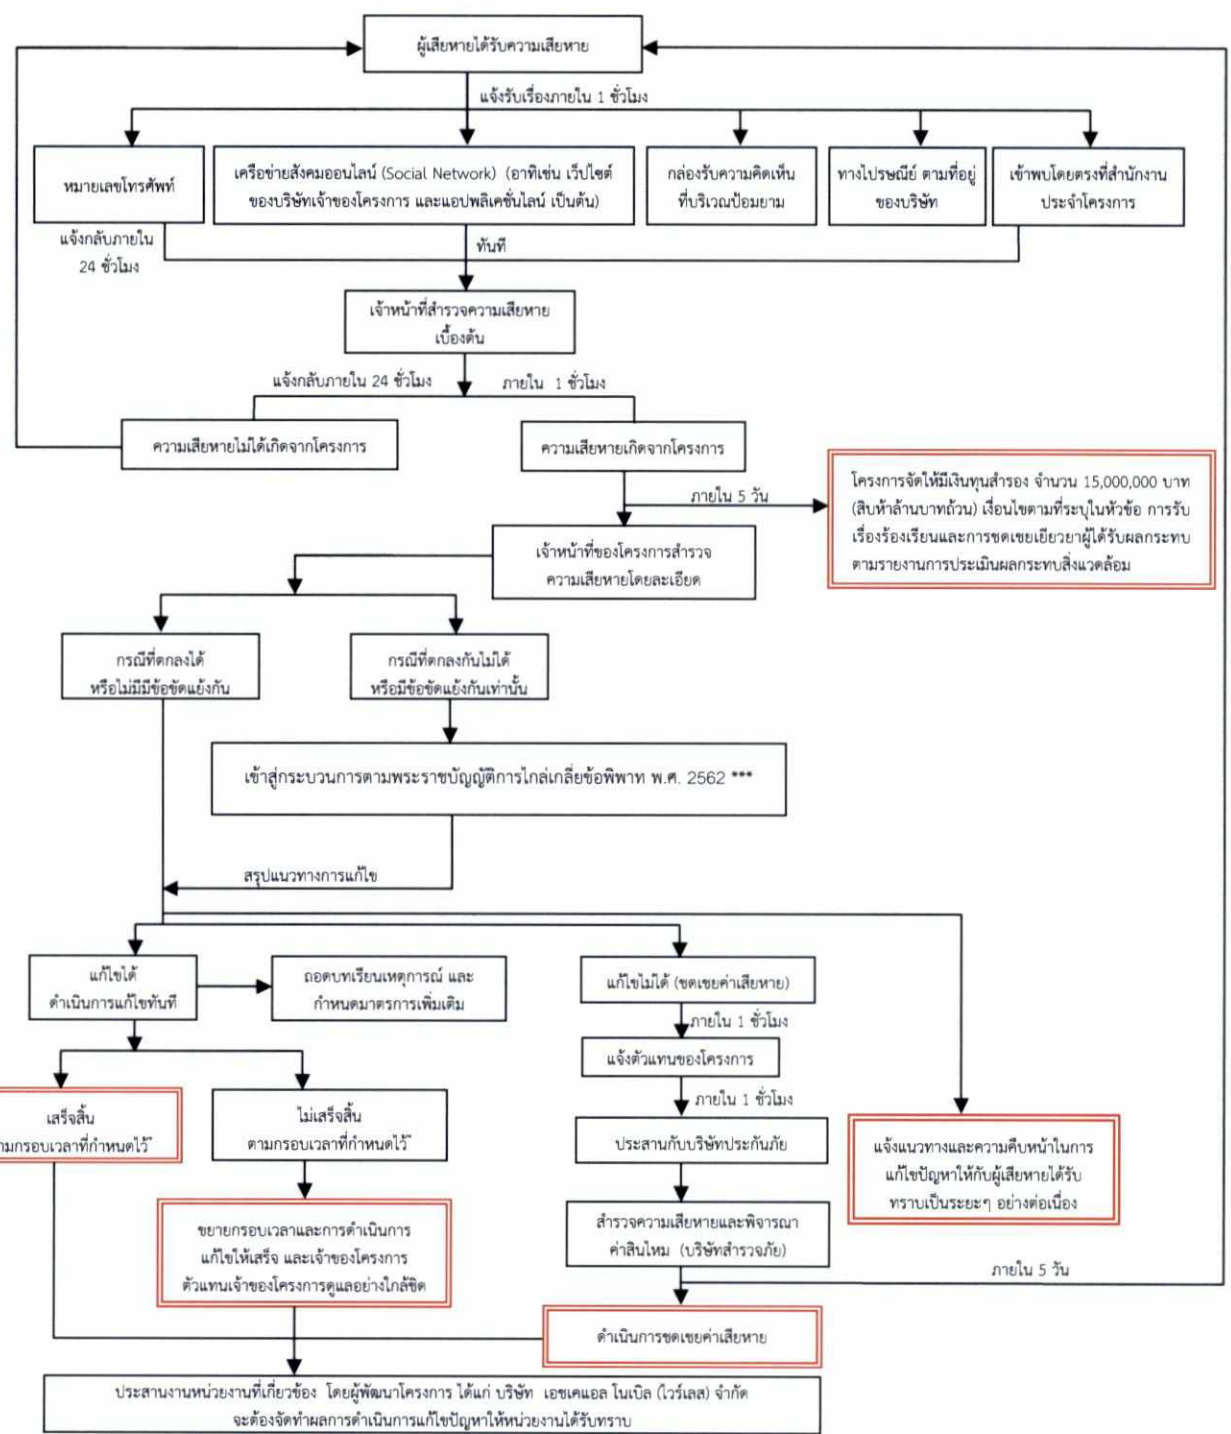 ผู้เสียหายได้รับความเสียหาย
แจ้งรับเรื่องภายใน 1 ชั่วโมง
หมายเลขโทรศัพท์
เครือข่ายสังคมออนไลน์ (Social Network) (อาทิเช่น เว็ปไซต์
ของบริษัทเจ้าของโครงการ และแอปพลิเคชั่นไลน์ เป็นต้น)
กล่องรับความคิดเห็น
ที่บริเวณป้อมยาม
ทางไปรษณีย์ ตามที่อยู่
ของบริษัท
เข้าพบโดยตรงที่สำนักงาน
ประจำโครงการ
แจ้งกลับภายใน
24 ชั่วโมง
ทันที
เจ้าหน้าที่สำรวจความเสียหาย
เบื้องต้น
แจ้งกลับภายใน 24 ชั่วโมง
ภายใน 1 ชั่วโมง
ความเสียหายไม่ได้เกิดจากโครงการ
ความเสียหายเกิดจากโครงการ
ภายใน 5 วัน
โครงการจัดให้มีเงินทุนสำรอง จำนวน 15,000,000 บาท
(สิบห้าล้านบาทถ้วน) เงื่อนไขตามที่ระบุในหัวข้อ การรับ
เรื่องร้องเรียนและการชดเชยเยียวยาผู้ได้รับผลกระทบ
ตามรายงานการประเมินผลกระทบสิ่งแวดล้อม
เจ้าหน้าที่ของโครงการสำรวจ
ความเสียหายโดยละเอียด
กรณีที่ตกลงได้
หรือไม่มีมีข้อขัดแย้งกัน
กรณีที่ตกลงกันไม่ได้
หรือมีข้อขัดแย้งกันเท่านั้น
เข้าสู่กระบวนการตามพระราชบัญญัติการไกล่เกลี่ยข้อพิพาท พ.ศ. 2562 ***
สรุปแนวทางการแก้ไข
แก้ไขได้
ดำเนินการแก้ไขทันที
ถอดบทเรียนเหตุการณ์ และ
กำหนดมาตรการเพิ่มเติม
แก้ไขไม่ได้ (ชดเชยค่าเสียหาย)
ภายใน 1 ชั่วโมง
แจ้งตัวแทนของโครงการ
ภายใน 1 ชั่วโมง
เสร็จสิ้น
ามกรอบเวลาที่กำหนดไว้*
ไม่เสร็จสิ้น
ตามกรอบเวลาที่กำหนดไว้*
ประสานกับบริษัทประกันภัย
แจ้งแนวทางและความคืบหน้าในการ
แก้ไขปัญหาให้กับผู้เสียหายได้รับ
ทราบเป็นระยะๆ อย่างต่อเนื่อง
ขยายกรอบเวลาและการดำเนินการ
แก้ไขให้เสร็จ และเจ้าของโครงการ
ตัวแทนเจ้าของโครงการดูแลอย่างใกล้ชิด
สำรวจความเสียหายและพิจารณา
ค่าสินไหม (บริษัทสำรวจภัย)
ภายใน 5 วัน
ดำเนินการชดเชยค่าเสียหาย
ประสานงานหน่วยงานที่เกี่ยวข้อง โดยผู้พัฒนาโครงการ ได้แก่ บริษัท เอชเคแอล โนเบิล (ไวร์เลส) จำกัด
จะต้องจัดทำผลการดำเนินการแก้ไขปัญหาให้หน่วยงานได้รับทราบ